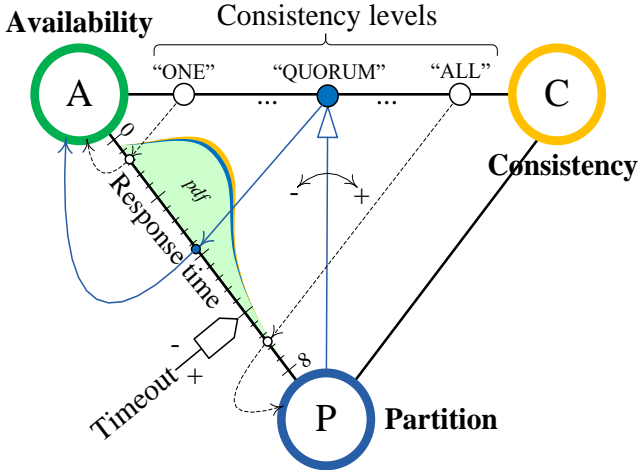 Availability
Consistency levels
"ONE"
"QUORUM"
"ALL"
A
...
...
C
Consistency
0
pdf
Response time
-
+
Timeout
-
+
8
P
Partition